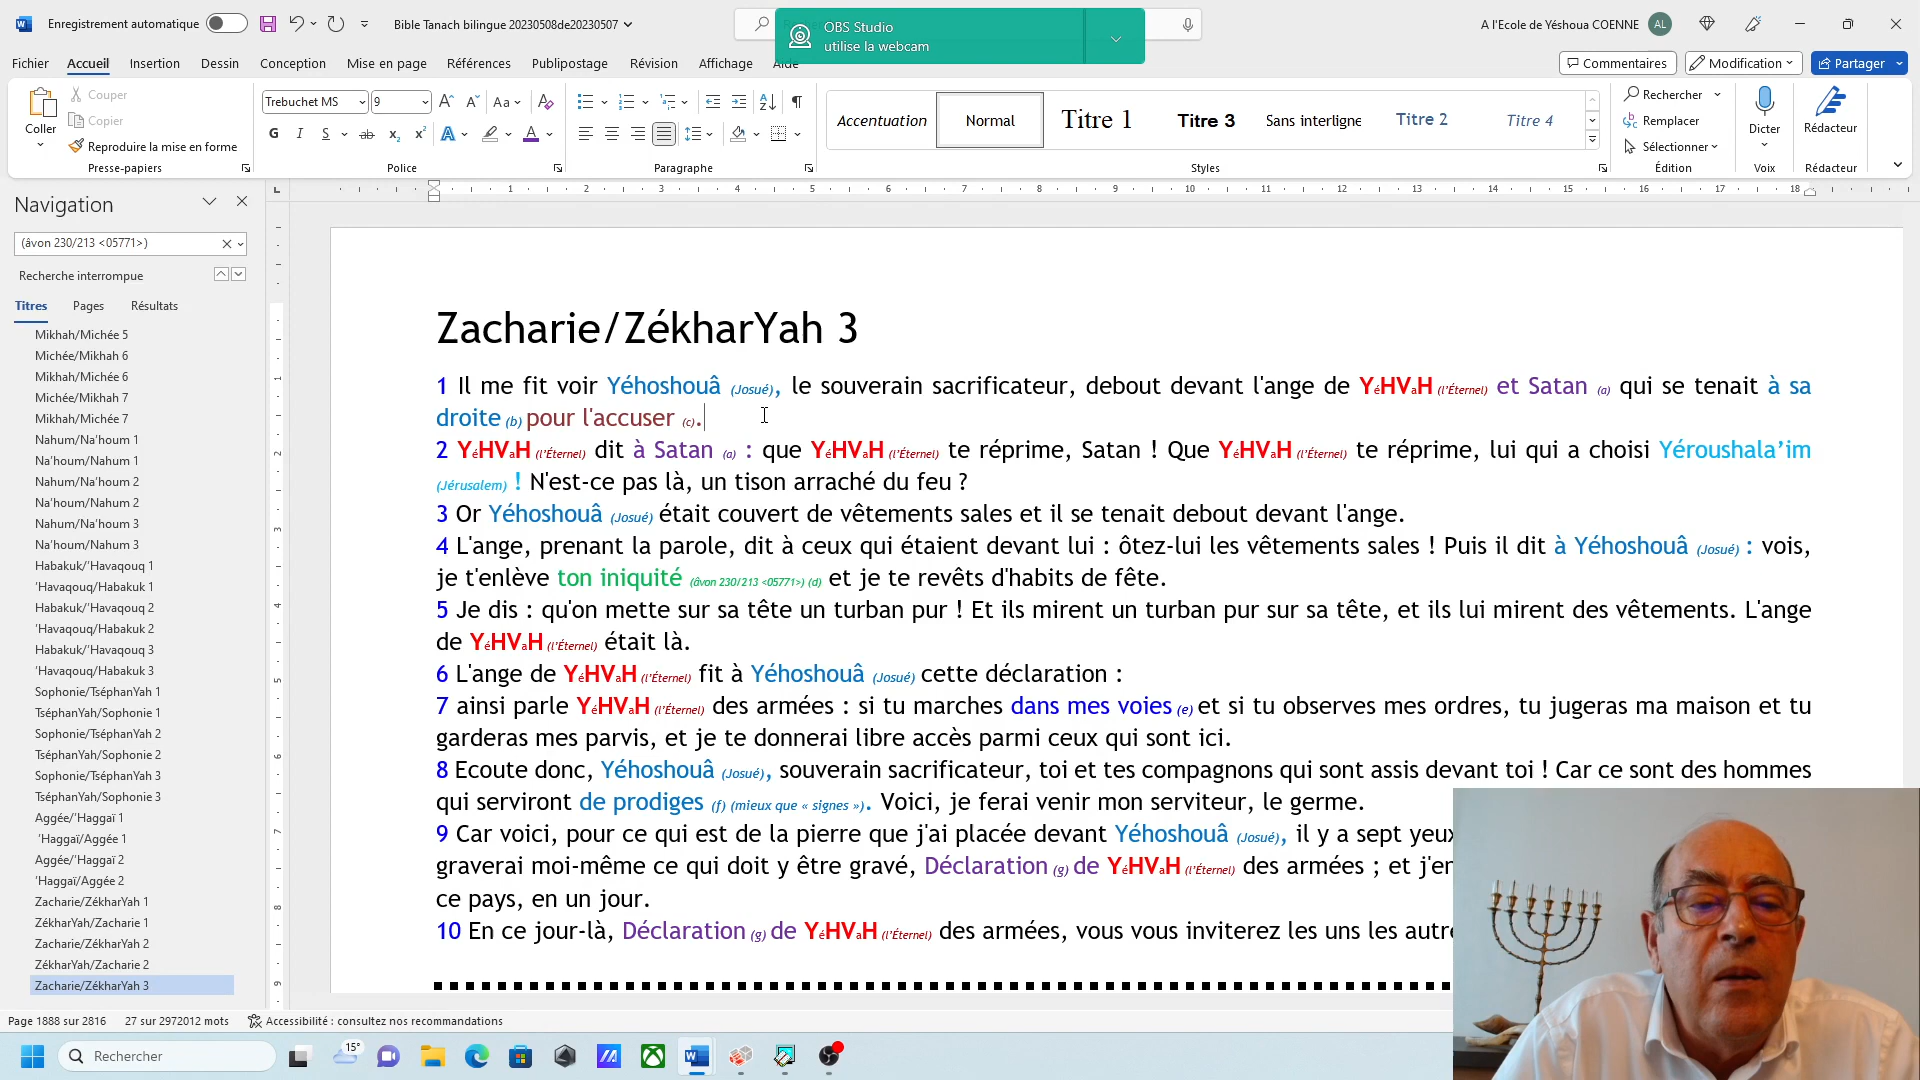 Enregistrement automatique
Bible Tanach bilingue 20230508de20230507
OBS Studio
utilise la webcam
A l'Ecole de Yéshoua COENNE
AL
Fichier Accueil Insertion Dessin Conception Mise en page Références Publipostage Révision Affichage Aide
Commentaires Modification Partager
Coller
Couper
Copier
Reproduire la mise en forme
Presse-papiers
Trebuchet MS 9
Police
Paragraphe
Accentuation Normal Titre 1 Titre 3 Sans interligne Titre 2 Titre 4
Styles
Rechercher
Remplacer
Sélectionner
Édition
Dicter
Voix
Rédacteur
Rédacteur
Navigation
(âvon 230/213 <05771>)
Recherche interrompue
Titres Pages Résultats
Mikhah/Michée 5
Michée/Mikhah 6
Mikhah/Michée 6
Michée/Mikhah 7
Mikhah/Michée 7
Nahum/Na’houm 1
Na’houm/Nahum 1
Nahum/Na’houm 2
Na’houm/Nahum 2
Nahum/Na’houm 3
Na’houm/Nahum 3
Habakuk/’Havaqouq 1
’Havaqouq/Habakuk 1
Habakuk/’Havaqouq 2
’Havaqouq/Habakuk 2
Habakuk/’Havaqouq 3
’Havaqouq/Habakuk 3
Sophonie/TséphanYah 1
TséphanYah/Sophonie 1
Sophonie/TséphanYah 2
TséphanYah/Sophonie 2
Sophonie/TséphanYah 3
TséphanYah/Sophonie 3
Aggée/’Haggaï 1
’Haggaï/Aggée 1
Aggée/’Haggaï 2
’Haggaï/Aggée 2
Zacharie/ZékharYah 1
ZékharYah/Zacharie 1
Zacharie/ZékharYah 2
ZékharYah/Zacharie 2
Zacharie/ZékharYah 3
Zacharie/ZékharYah 3
1 Il me fit voir Yéhoshouâ (Josué), le souverain sacrificateur, debout devant l'ange de YéHVaH (l’Éternel) et Satan (a) qui se tenait à sa
droite (b) pour l'accuser (c).
2 YéHVaH (l’Éternel) dit à Satan (a) : que YéHVaH (l’Éternel) te réprime, Satan ! Que YéHVaH (l’Éternel) te réprime, lui qui a choisi Yéroushala’im
(Jérusalem) ! N'est-ce pas là, un tison arraché du feu ?
3 Or Yéhoshouâ (Josué) était couvert de vêtements sales et il se tenait debout devant l'ange.
4 L'ange, prenant la parole, dit à ceux qui étaient devant lui : ôtez-lui les vêtements sales ! Puis il dit à Yéhoshouâ (Josué) : vois,
je t'enlève ton iniquité (âvon 230/213 <05771>) (d) et je te revêts d'habits de fête.
5 Je dis : qu'on mette sur sa tête un turban pur ! Et ils mirent un turban pur sur sa tête, et ils lui mirent des vêtements. L'ange
de YéHVaH (l’Éternel) était là.
6 L'ange de YéHVaH (l’Éternel) fit à Yéhoshouâ (Josué) cette déclaration :
7 ainsi parle YéHVaH (l’Éternel) des armées : si tu marches dans mes voies (e) et si tu observes mes ordres, tu jugeras ma maison et tu
garderas mes parvis, et je te donnerai libre accès parmi ceux qui sont ici.
8 Ecoute donc, Yéhoshouâ (Josué), souverain sacrificateur, toi et tes compagnons qui sont assis devant toi ! Car ce sont des hommes
qui serviront de prodiges (f) (mieux que « signes »). Voici, je ferai venir mon serviteur, le germe.
9 Car voici, pour ce qui est de la pierre que j'ai placée devant Yéhoshouâ (Josué), il y a sept yeux
graverai moi-même ce qui doit y être gravé, Déclaration (g) de YéHVaH (l’Éternel) des armées ; et j'en
ce pays, en un jour.
10 En ce jour-là, Déclaration (g) de YéHVaH (l’Éternel) des armées, vous vous inviterez les uns les autre
Page 1888 sur 2816 27 sur 2972012 mots Accessibilité : consultez nos recommandations
Rechercher
15°